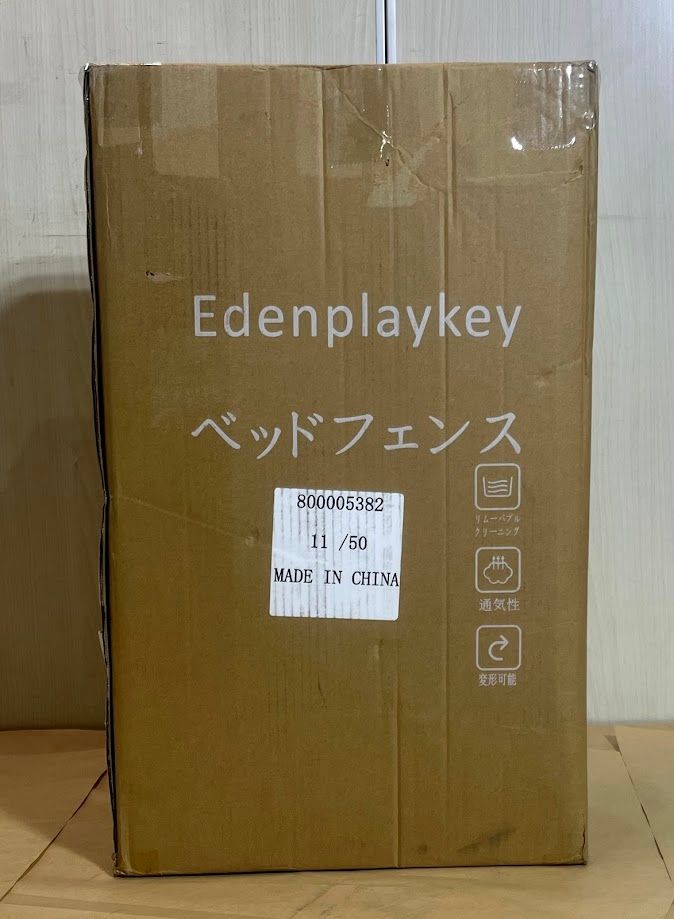 Edenplaykey
ベッドフェンス
800005382
11 /50
MADE IN CHINA
リムーバブル
クリーニング
通気性
変形可能